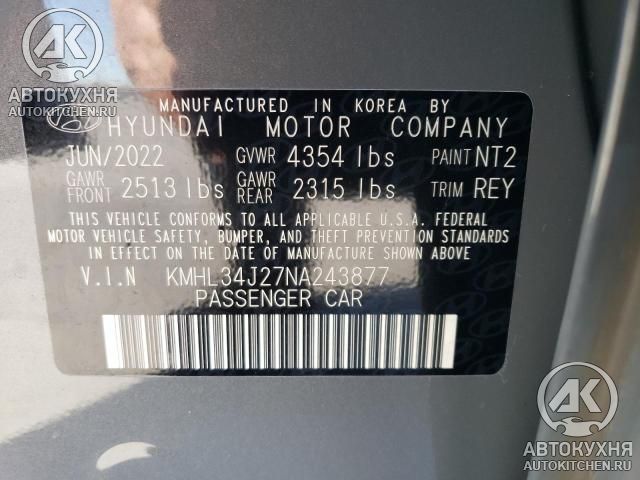 АК
АВТОКУХНЯ
AUTOKITCHEN.RU
MANUFACTURED IN KOREA BY
HYUNDAI MOTOR COMPANY
JUN/2022 GVWR 4354 lbs PAINT NT2
GAWR FRONT 2513 lbs GAWR REAR 2315 lbs TRIM REY
THIS VEHICLE CONFORMS TO ALL APPLICABLE U.S.A. FEDERAL
MOTOR VEHICLE SAFETY, BUMPER, AND THEFT PREVENTION STANDARDS
IN EFFECT ON THE DATE OF MANUFACTURE SHOWN ABOVE
V.I.N KMHL34J27NA243877
PASSENGER CAR
АК
АВТОКУХНЯ
AUTOKITCHEN.RU